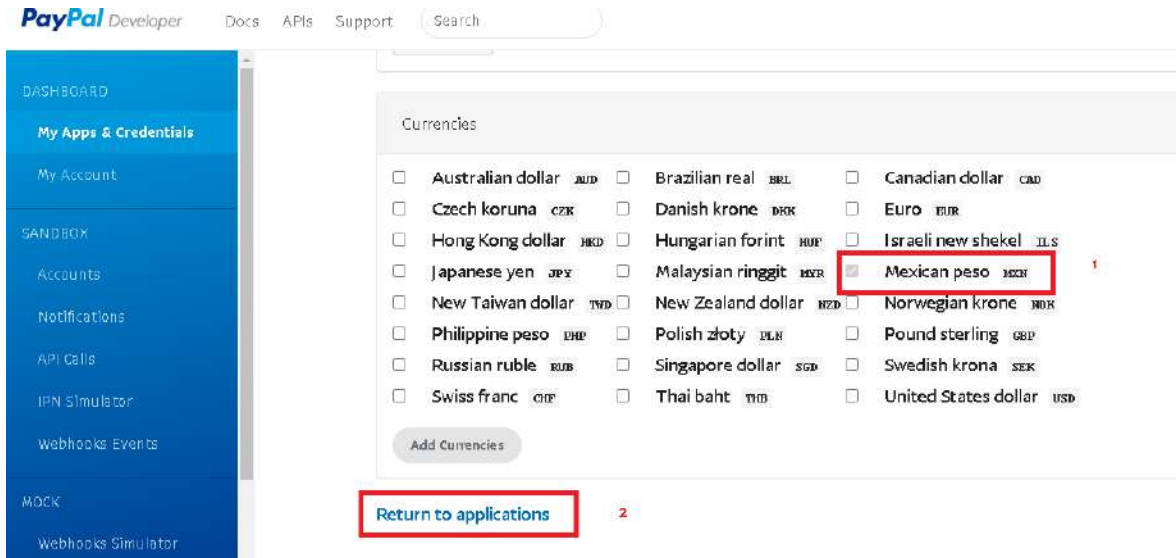 PayPal Developer Docs APIs Support Search
DASHBOARD
My Apps & Credentials
My Account
SANDBOX
Accounts
Notifications
API Calls
IPN Simulator
Webhooks Events
MOCK
Webhooks Simulator
Currencies
Australian dollar AUD Brazilian real BRL Canadian dollar CAD
Czech koruna CZK Danish krone DKK Euro EUR
Hong Kong dollar HKD Hungarian forint HUF Israeli new shekel ILS
Japanese yen JPY Malaysian ringgit MYR Mexican peso MXN 1
New Taiwan dollar TWD New Zealand dollar NZD Norwegian krone NOK
Philippine peso PHP Polish złoty PLN Pound sterling GBP
Russian ruble RUB Singapore dollar SGD Swedish krona SEK
Swiss franc CHF Thai baht THB United States dollar USD
Add Currencies
Return to applications 2